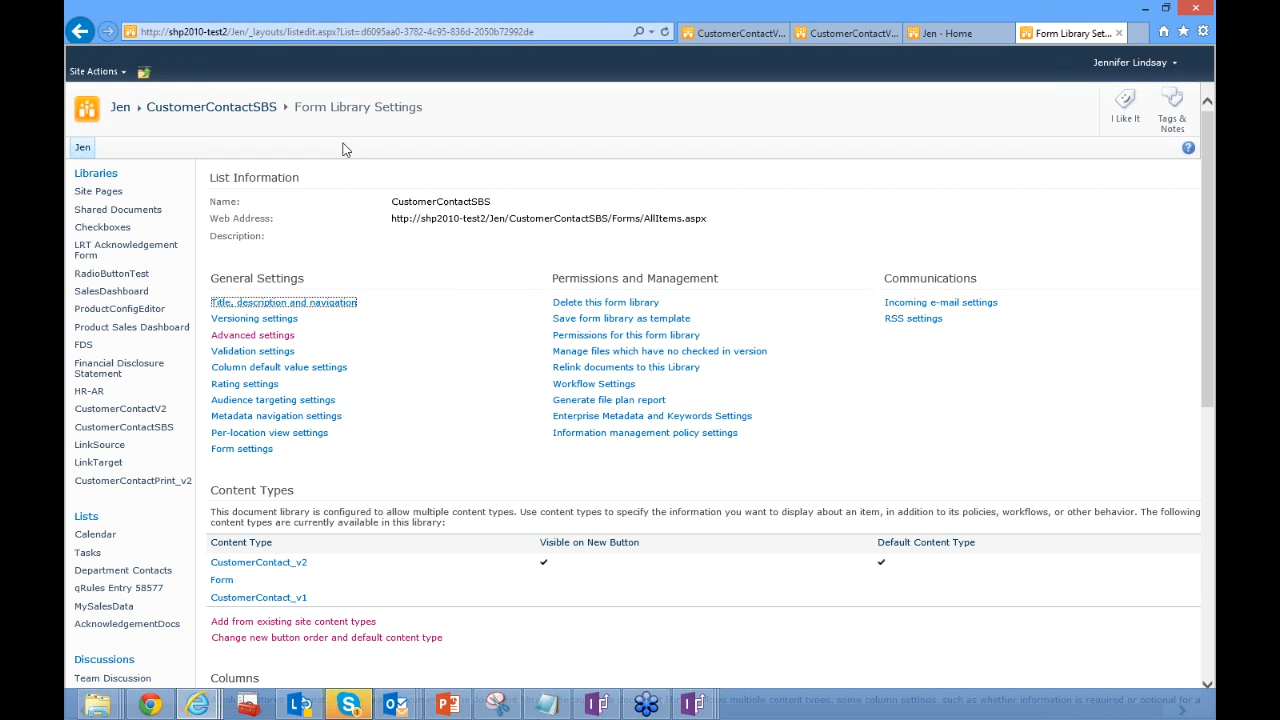 http://shp2010-test2/Jen/_layouts/listedit.aspx?List=d6095aa0-3782-4c95-836d-2050b72992de
CustomerContactV...
CustomerContactV...
Jen - Home
Form Library Set...
Site Actions
Jennifer Lindsay
Jen ▸ CustomerContactSBS ▸ Form Library Settings
I Like It
Tags &
Notes
Jen
Libraries
Site Pages
Shared Documents
Checkboxes
LRT Acknowledgement
Form
RadioButtonTest
SalesDashboard
ProductConfigEditor
Product Sales Dashboard
FDS
Financial Disclosure
Statement
HR-AR
CustomerContactV2
CustomerContactSBS
LinkSource
LinkTarget
CustomerContactPrint_v2
Lists
Calendar
Tasks
Department Contacts
qRules Entry 58577
MySalesData
AcknowledgementDocs
Discussions
Team Discussion
List Information
Name: CustomerContactSBS
Web Address: http://shp2010-test2/Jen/CustomerContactSBS/Forms/AllItems.aspx
Description:
General Settings
Title, description and navigation
Versioning settings
Advanced settings
Validation settings
Column default value settings
Rating settings
Audience targeting settings
Metadata navigation settings
Per-location view settings
Form settings
Permissions and Management
Delete this form library
Save form library as template
Permissions for this form library
Manage files which have no checked in version
Relink documents to this Library
Workflow Settings
Generate file plan report
Enterprise Metadata and Keywords Settings
Information management policy settings
Communications
Incoming e-mail settings
RSS settings
Content Types
This document library is configured to allow multiple content types. Use content types to specify the information you want to display about an item, in addition to its policies, workflows, or other behavior. The following
content types are currently available in this library:
Content Type Visible on New Button Default Content Type
CustomerContact_v2 ✔ ✔
Form
CustomerContact_v1
Add from existing site content types
Change new button order and default content type
Columns